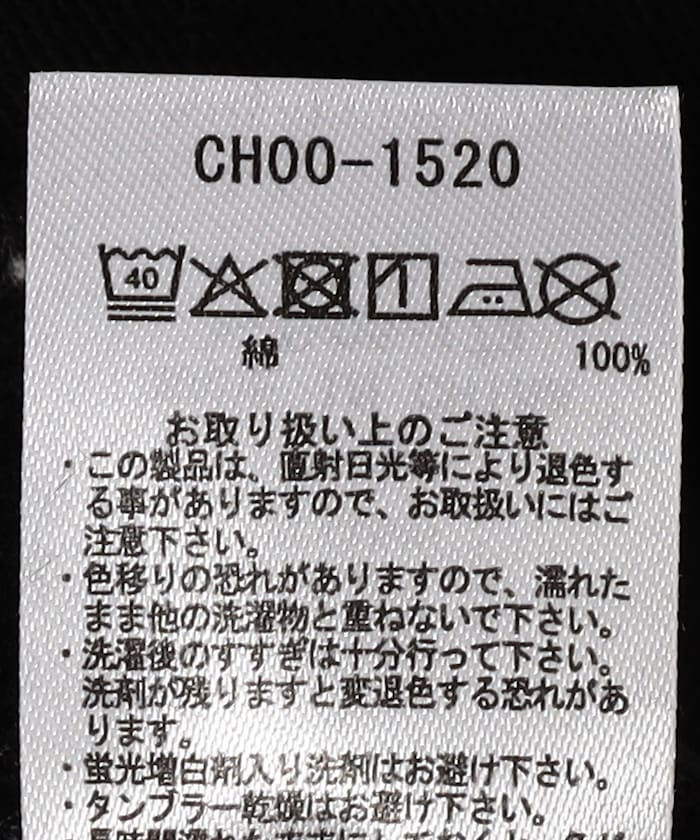 CH00-1520
40
綿 100%
お取り扱い上のご注意
・この製品は、直射日光等により退色す
る事がありますので、お取扱いにはご
注意下さい。
・色移りの恐れがありますので、濡れた
まま他の洗濯物と重ねないで下さい。
・洗濯後のすすぎは十分行って下さい。
洗剤が残りますと変退色する恐れがあ
ります。
・蛍光増白剤入り洗剤はお避け下さい。
・タンブラー乾燥はお避け下さい。